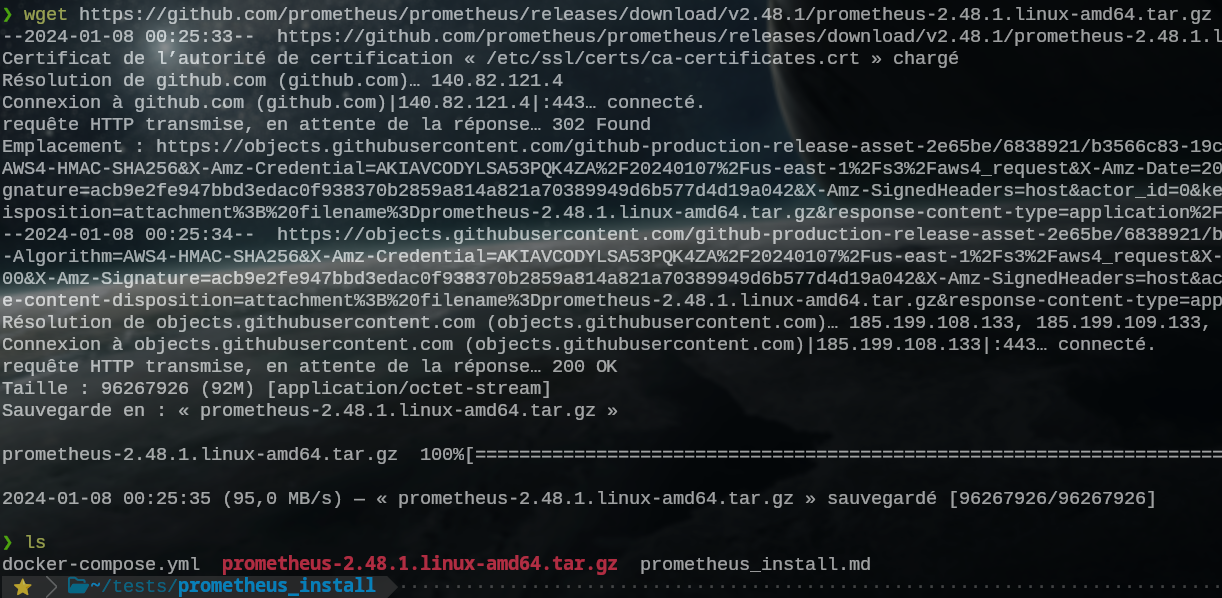 ❯ wget https://github.com/prometheus/prometheus/releases/download/v2.48.1/prometheus-2.48.1.linux-amd64.tar.gz
--2024-01-08 00:25:33--  https://github.com/prometheus/prometheus/releases/download/v2.48.1/prometheus-2.48.1.l
Certificat de l’autorité de certification « /etc/ssl/certs/ca-certificates.crt » chargé
Résolution de github.com (github.com)… 140.82.121.4
Connexion à github.com (github.com)|140.82.121.4|:443… connecté.
requête HTTP transmise, en attente de la réponse… 302 Found
Emplacement : https://objects.githubusercontent.com/github-production-release-asset-2e65be/6838921/b3566c83-19c
AWS4-HMAC-SHA256&X-Amz-Credential=AKIAVCODYLSA53PQK4ZA%2F20240107%2Fus-east-1%2Fs3%2Faws4_request&X-Amz-Date=20
gnature=acb9e2fe947bbd3edac0f938370b2859a814a821a70389949d6b577d4d19a042&X-Amz-SignedHeaders=host&actor_id=0&ke
isposition=attachment%3B%20filename%3Dprometheus-2.48.1.linux-amd64.tar.gz&response-content-type=application%2F
--2024-01-08 00:25:34--  https://objects.githubusercontent.com/github-production-release-asset-2e65be/6838921/b
-Algorithm=AWS4-HMAC-SHA256&X-Amz-Credential=AKIAVCODYLSA53PQK4ZA%2F20240107%2Fus-east-1%2Fs3%2Faws4_request&X-
00&X-Amz-Signature=acb9e2fe947bbd3edac0f938370b2859a814a821a70389949d6b577d4d19a042&X-Amz-SignedHeaders=host&ac
e-content-disposition=attachment%3B%20filename%3Dprometheus-2.48.1.linux-amd64.tar.gz&response-content-type=app
Résolution de objects.githubusercontent.com (objects.githubusercontent.com)… 185.199.108.133, 185.199.109.133,
Connexion à objects.githubusercontent.com (objects.githubusercontent.com)|185.199.108.133|:443… connecté.
requête HTTP transmise, en attente de la réponse… 200 OK
Taille : 96267926 (92M) [application/octet-stream]
Sauvegarde en : « prometheus-2.48.1.linux-amd64.tar.gz »
prometheus-2.48.1.linux-amd64.tar.gz  100%[====================================================================
2024-01-08 00:25:35 (95,0 MB/s) — « prometheus-2.48.1.linux-amd64.tar.gz » sauvegardé [96267926/96267926]
❯ ls
docker-compose.yml  prometheus-2.48.1.linux-amd64.tar.gz  prometheus_install.md
~/tests/prometheus_install